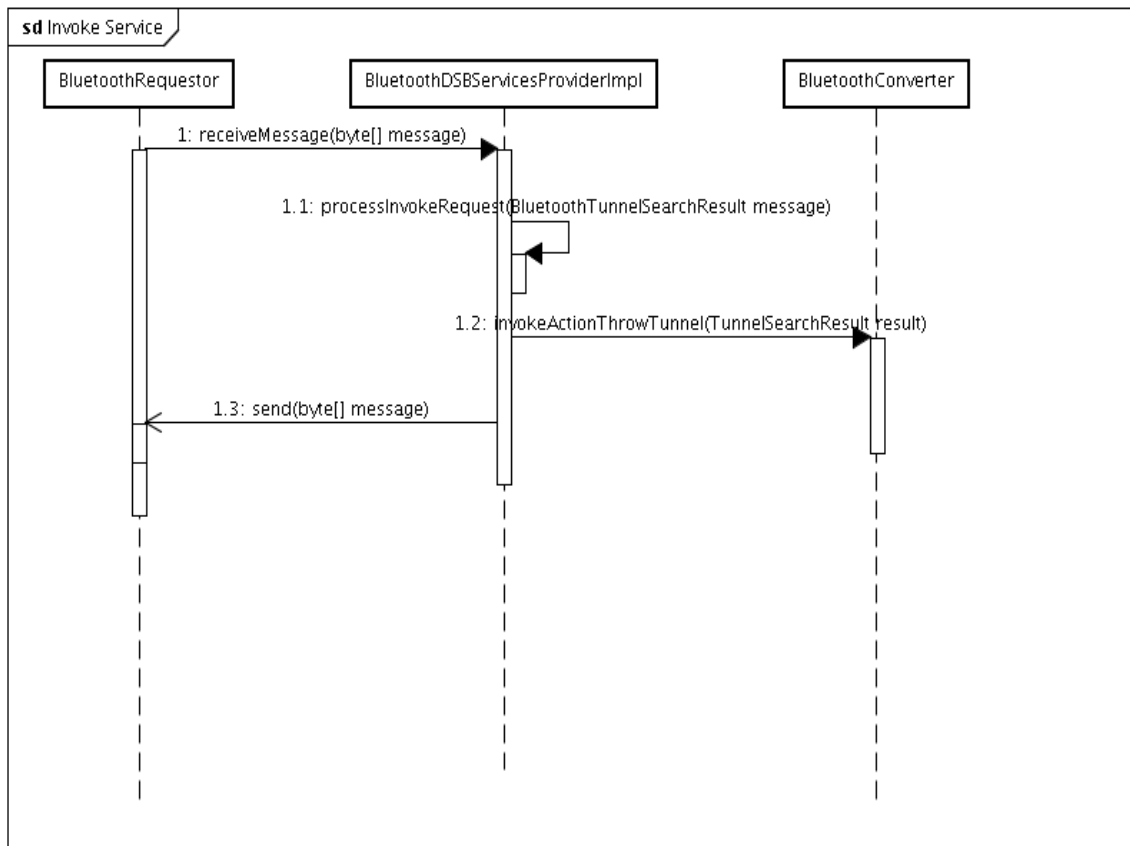 sd Invoke Service
BluetoothRequestor
BluetoothDSBServicesProviderImpl
BluetoothConverter
1: receiveMessage(byte[] message)
1.1: processInvokeRequest(BluetoothTunnelSearchResult message)
1.2: invokeActionThrowTunnel(TunnelSearchResult result)
1.3: send(byte[] message)